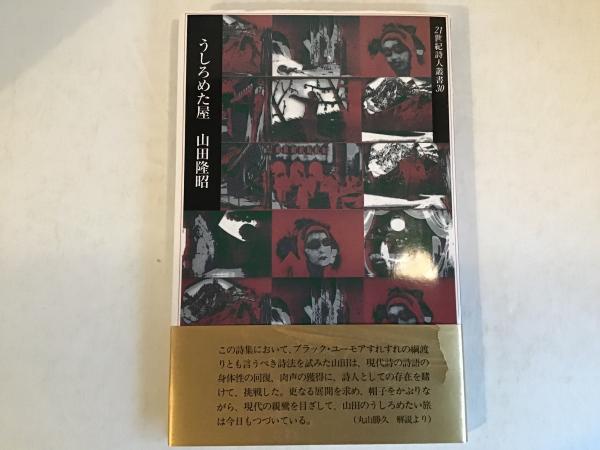 21世紀詩人叢書30
うしろめた屋 山田隆昭
この詩集において、ブラック・ユーモアすれすれの綱渡
りとも言うべき詩法を試みた山田は、現代詩の詩語の
身体性の回復、肉声の獲得に、詩人としての存在を賭
けて、挑戦した。更なる展開を求め、帽子をかぶりな
がら、現代の親鸞を目ざして、山田のうしろめたい旅
は今日もつづいている。 (丸山勝久 解説より)